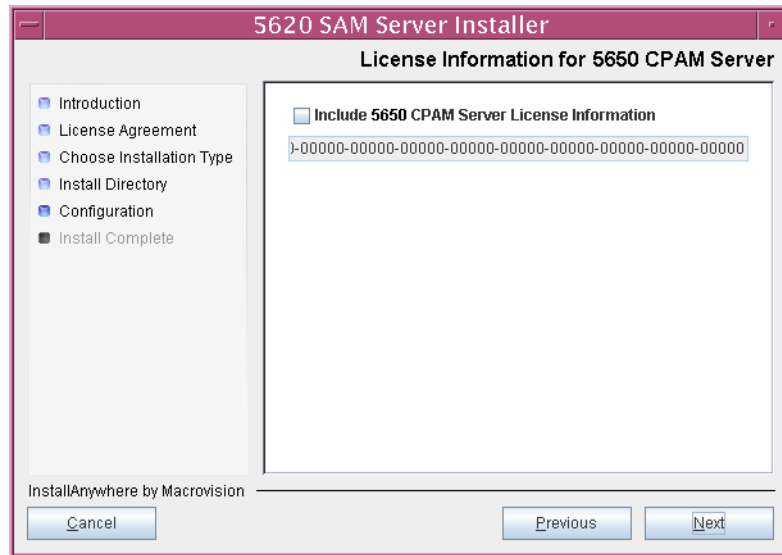 5620 SAM Server Installer
License Information for 5650 CPAM Server
Introduction
License Agreement
Choose Installation Type
Install Directory
Configuration
Install Complete
Include 5650 CPAM Server License Information
)-00000-00000-00000-00000-00000-00000-00000-00000-00000
InstallAnywhere by Macrovision
Cancel
Previous
Next